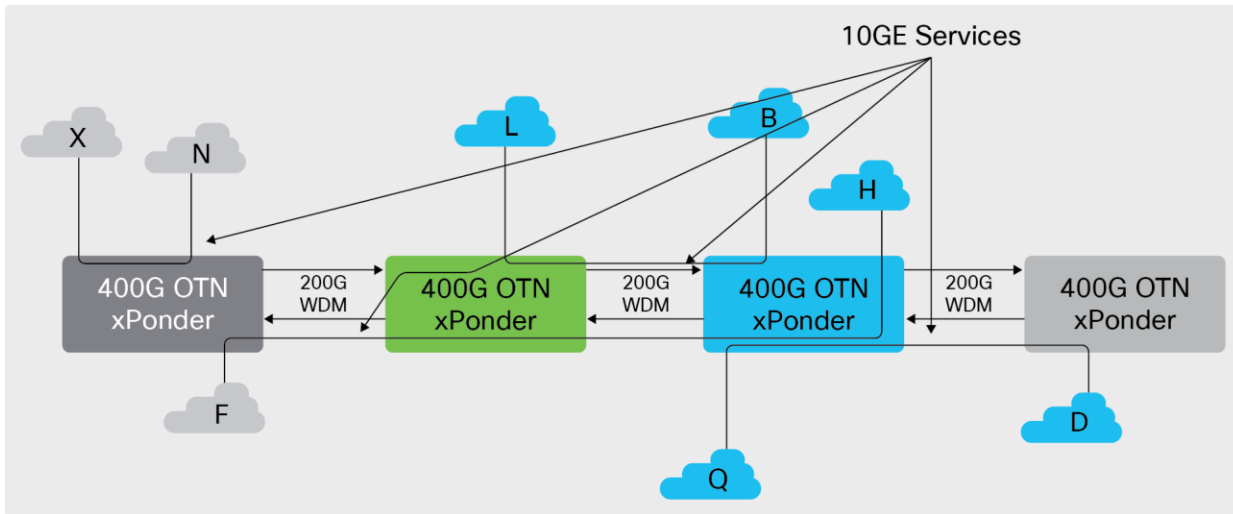 10GE Services
X
N
L
B
H
400G OTN
xPonder
200G
WDM
400G OTN
xPonder
200G
WDM
400G OTN
xPonder
200G
WDM
400G OTN
xPonder
F
Q
D